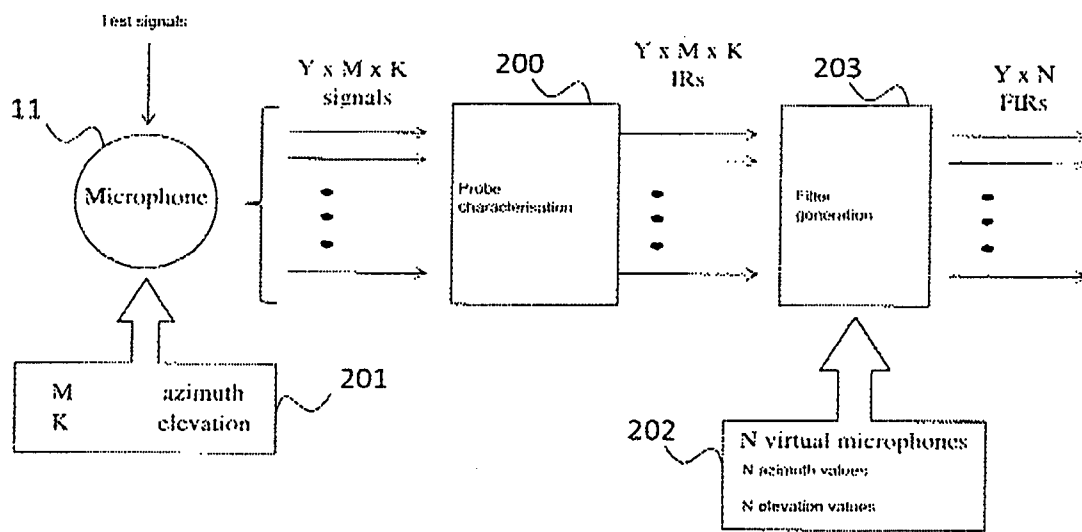 Test signals
11
Microphone
Y x M x K
signals
200
Probe
characterisation
Y x M x K
IRs
203
Filter
generation
Y x N
FIRs
M azimuth
K elevation
201
202
N virtual microphones
N azimuth values
N elevation values